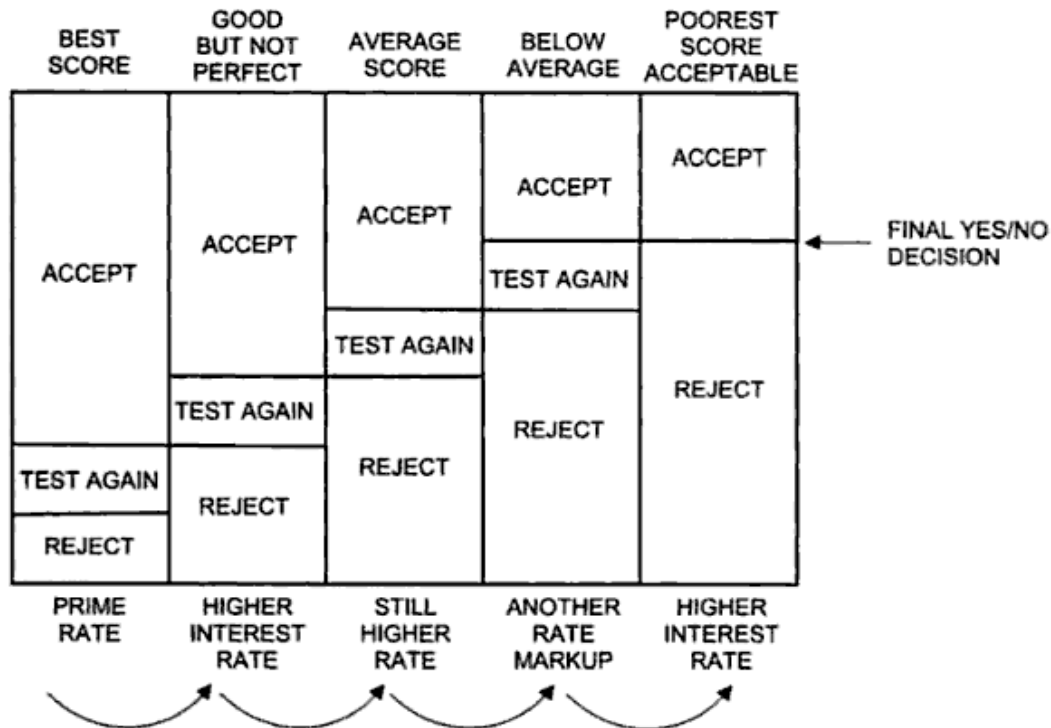 BEST
SCORE
GOOD
BUT NOT
PERFECT
AVERAGE
SCORE
BELOW
AVERAGE
POOREST
SCORE
ACCEPTABLE
ACCEPT
TEST AGAIN
REJECT
ACCEPT
TEST AGAIN
REJECT
ACCEPT
TEST AGAIN
REJECT
ACCEPT
TEST AGAIN
REJECT
ACCEPT
REJECT
FINAL YES/NO
DECISION
PRIME
RATE
HIGHER
INTEREST
RATE
STILL
HIGHER
RATE
ANOTHER
RATE
MARKUP
HIGHER
INTEREST
RATE